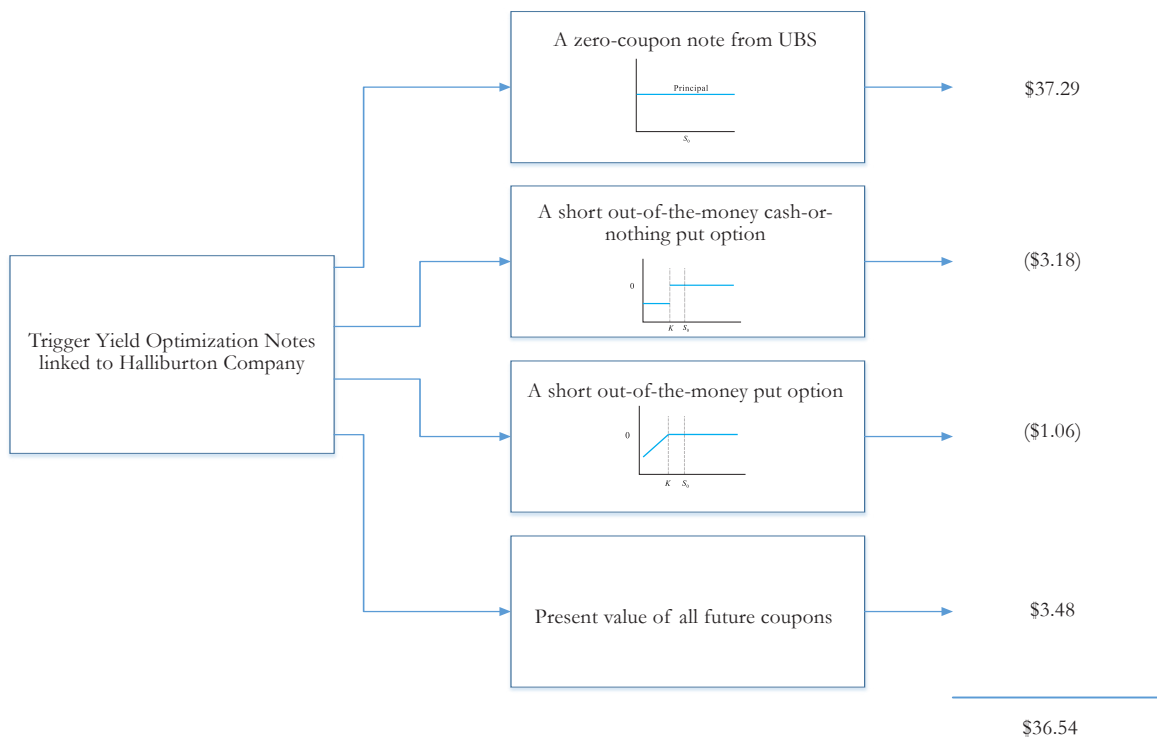 A zero-coupon note from UBS
Principal
S0
$37.29
A short out-of-the-money cash-or-
nothing put option
0
K S0
($3.18)
Trigger Yield Optimization Notes
linked to Halliburton Company
A short out-of-the-money put option
0
K S0
($1.06)
Present value of all future coupons
$3.48
$36.54